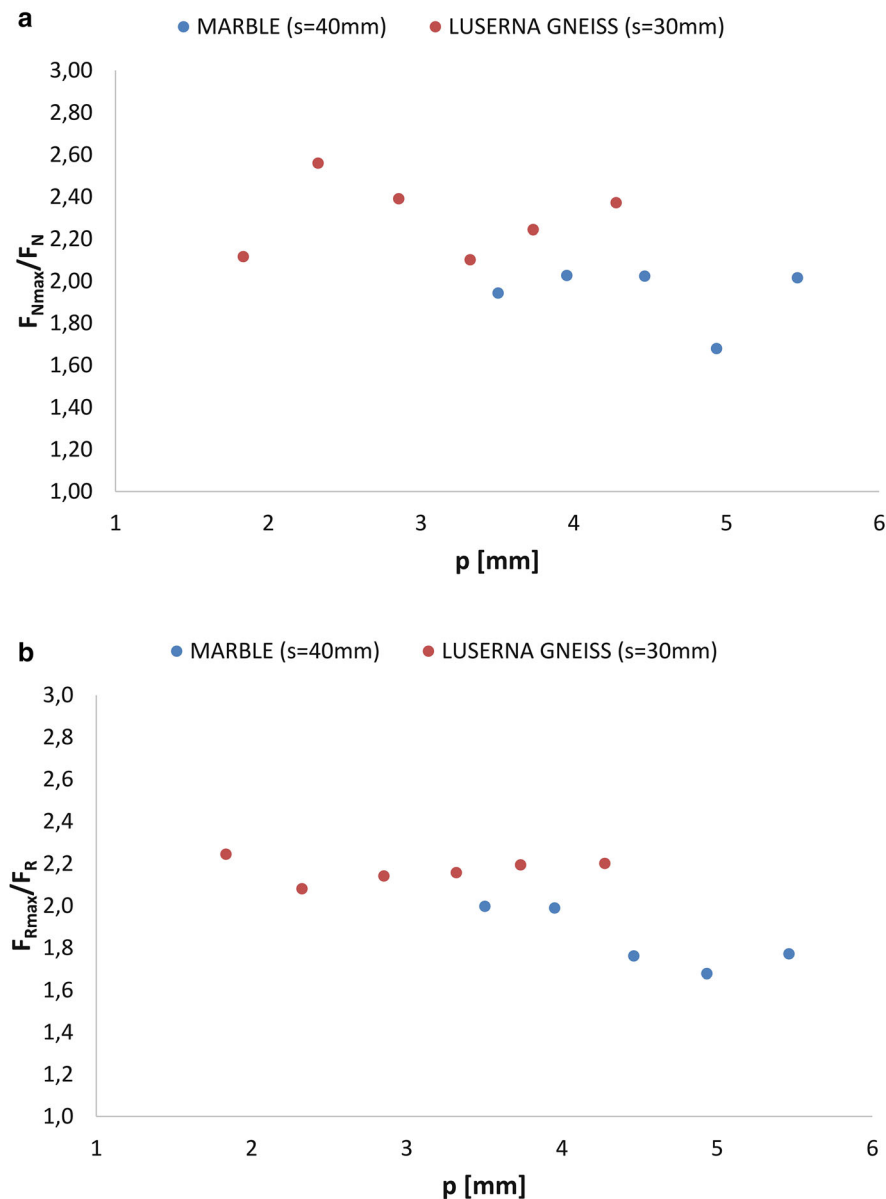 a
MARBLE (s=40mm) LUSERNA GNEISS (s=30mm)
3,00
2,80
2,60
2,40
2,20
2,00
1,80
1,60
1,40
1,20
1,00
FNmax/FN
1 2 3 4 5 6
p [mm]
b
MARBLE (s=40mm) LUSERNA GNEISS (s=30mm)
3,0
2,8
2,6
2,4
2,2
2,0
1,8
1,6
1,4
1,2
1,0
FRmax/FR
1 2 3 4 5 6
p [mm]